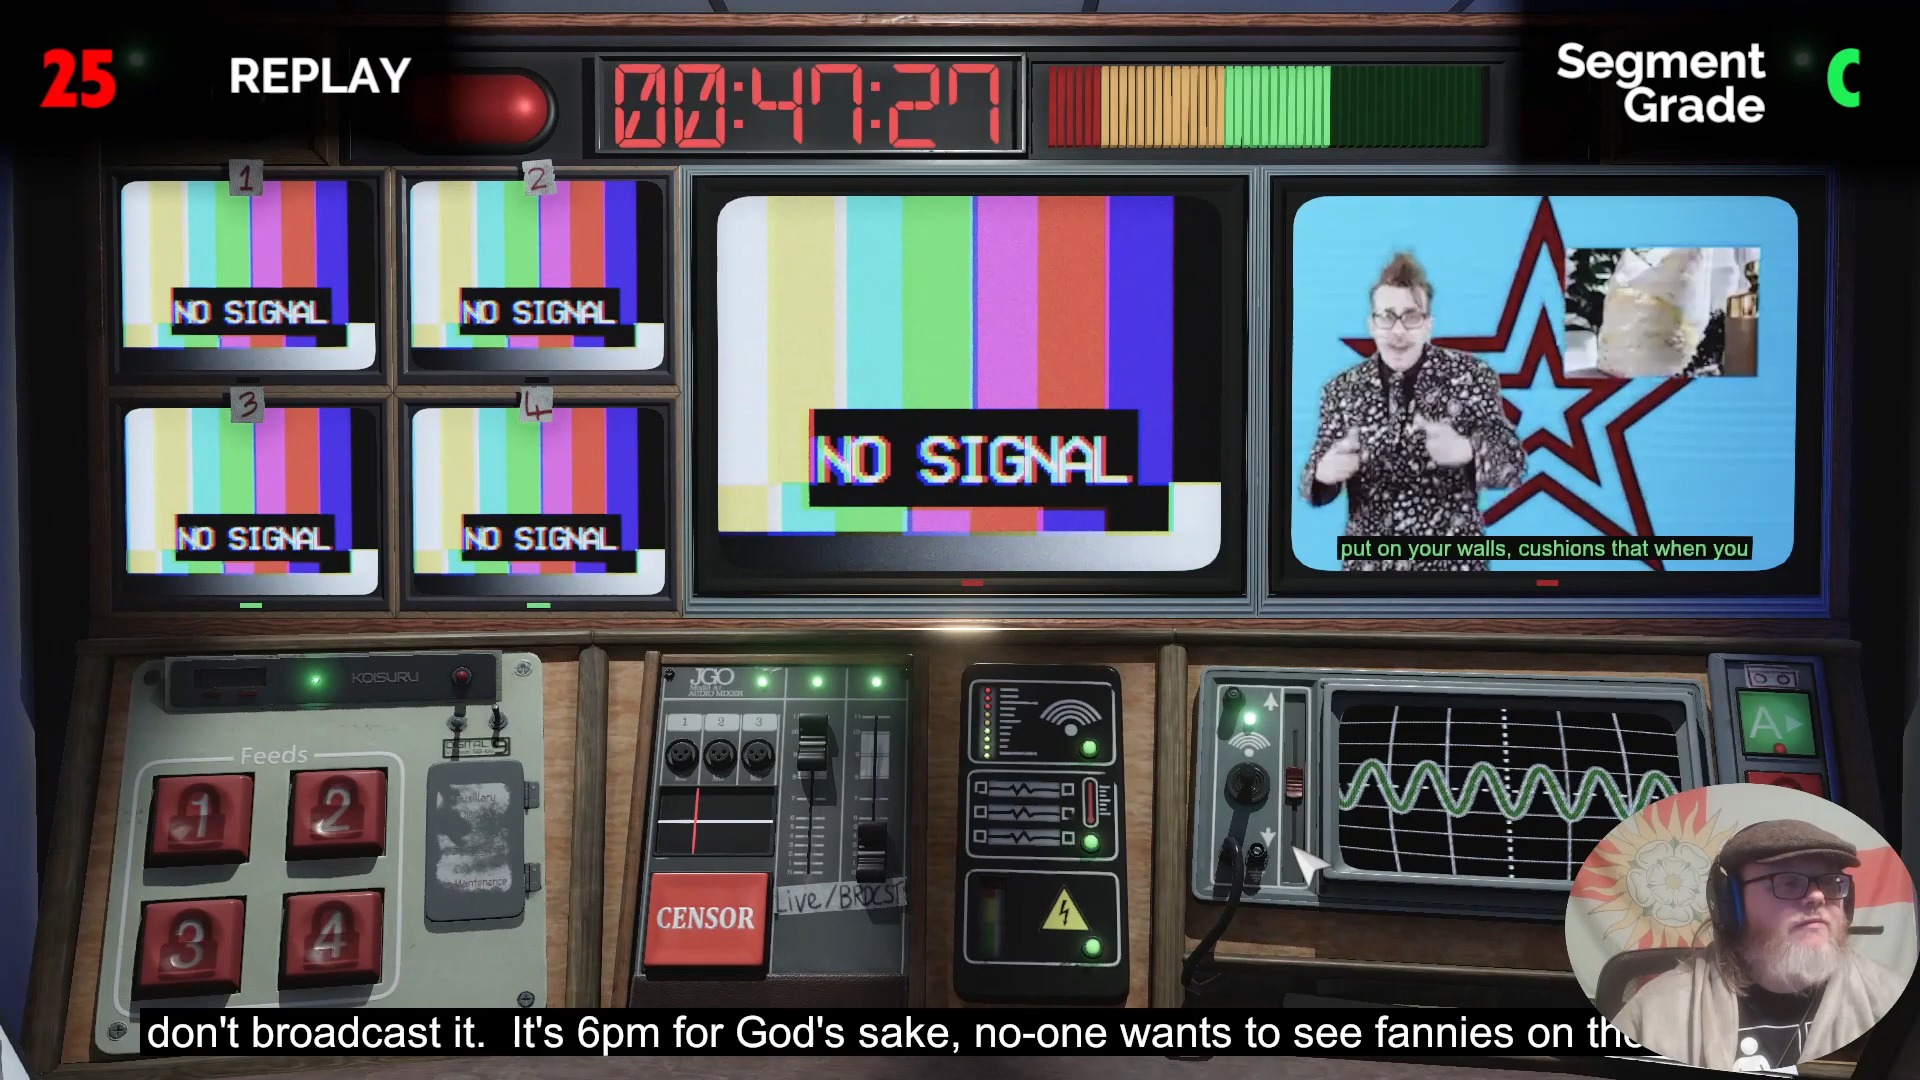 25
REPLAY
00:47:27
Segment
Grade
C
1
2
NO SIGNAL
NO SIGNAL
NO SIGNAL
3
4
NO SIGNAL
NO SIGNAL
put on your walls, cushions that when you
KOISURU
JGO
AUDIO MIXER
A
Feeds
1
2
3
4
1 2 3
CENSOR
Live/BRDCST
don't broadcast it. It's 6pm for God's sake, no-one wants to see fannies on